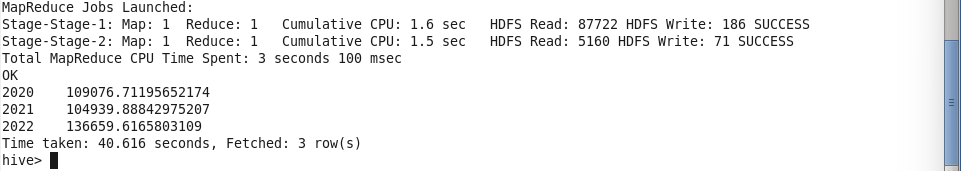 MapReduce Jobs Launched:
Stage-Stage-1: Map: 1  Reduce: 1   Cumulative CPU: 1.6 sec   HDFS Read: 87722 HDFS Write: 186 SUCCESS
Stage-Stage-2: Map: 1  Reduce: 1   Cumulative CPU: 1.5 sec   HDFS Read: 5160 HDFS Write: 71 SUCCESS
Total MapReduce CPU Time Spent: 3 seconds 100 msec
OK
2020    109076.71195652174
2021    104939.88842975207
2022    136659.6165803109
Time taken: 40.616 seconds, Fetched: 3 row(s)
hive>